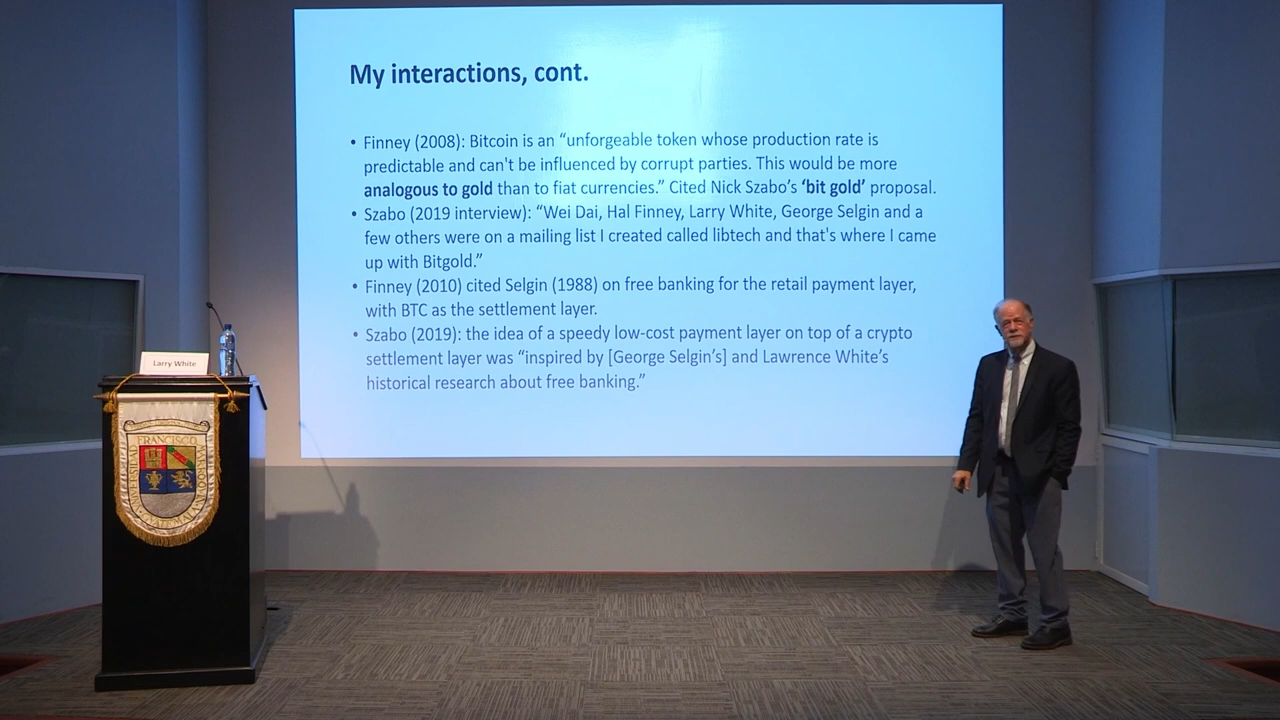 My interactions, cont.
• Finney (2008): Bitcoin is an “unforgeable token whose production rate is
predictable and can't be influenced by corrupt parties. This would be more
analogous to gold than to fiat currencies.” Cited Nick Szabo’s ‘bit gold’ proposal.
• Szabo (2019 interview): “Wei Dai, Hal Finney, Larry White, George Selgin and a
few others were on a mailing list I created called libtech and that's where I came
up with Bitgold.”
• Finney (2010) cited Selgin (1988) on free banking for the retail payment layer,
with BTC as the settlement layer.
• Szabo (2019): the idea of a speedy low-cost payment layer on top of a crypto
settlement layer was “inspired by [George Selgin’s] and Lawrence White’s
historical research about free banking.”
Larry White
UNIVERSIDAD FRANCISCO MARROQUIN
GUATEMALA